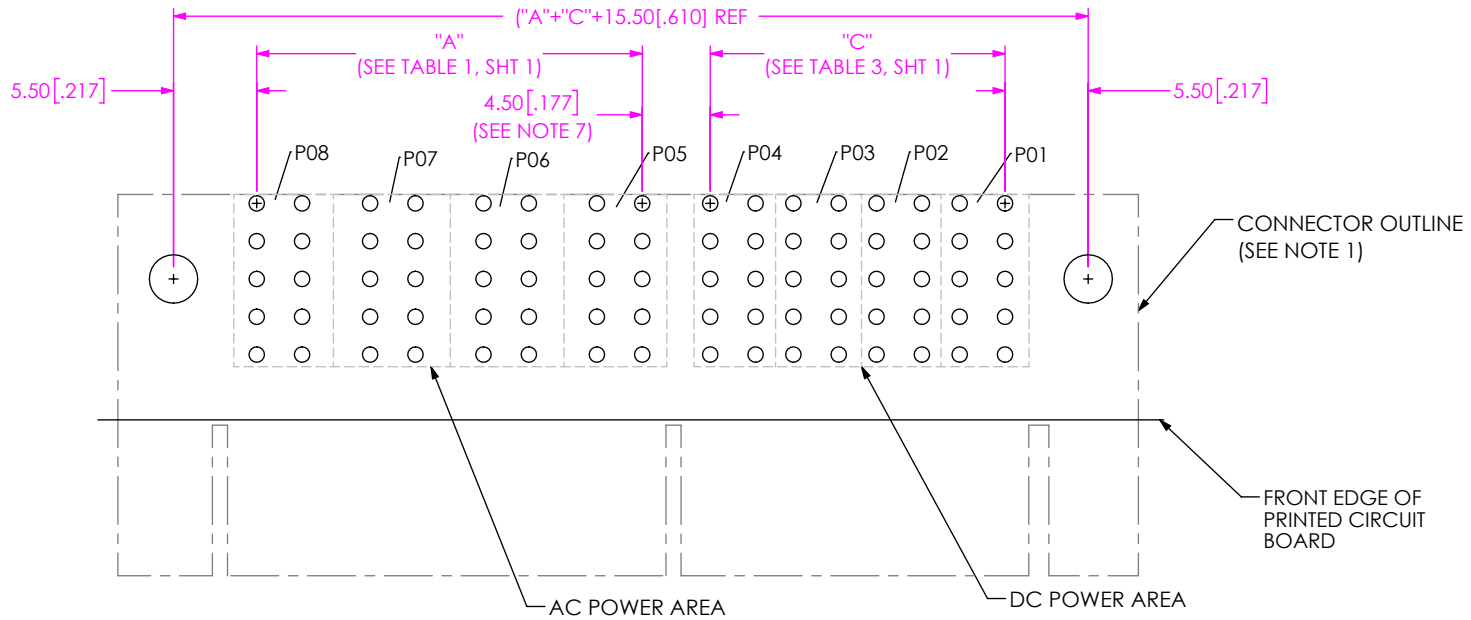 ("A"+"C"+15.50[.610] REF
"A"
(SEE TABLE 1, SHT 1)
"C"
(SEE TABLE 3, SHT 1)
5.50[.217]
4.50[.177]
(SEE NOTE 7)
5.50[.217]
P08
P07
P06
P05
P04
P03
P02
P01
CONNECTOR OUTLINE
(SEE NOTE 1)
FRONT EDGE OF
PRINTED CIRCUIT
BOARD
AC POWER AREA
DC POWER AREA